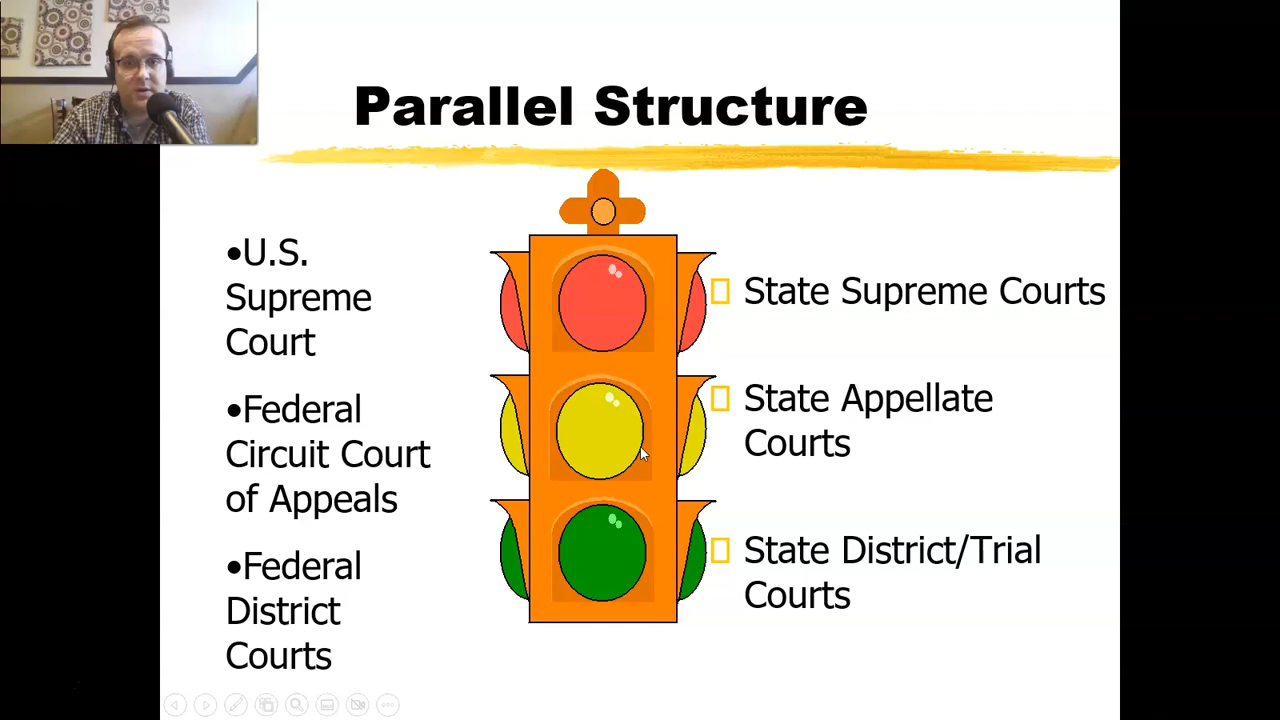 Parallel Structure
•U.S.
Supreme
Court
•Federal
Circuit Court
of Appeals
•Federal
District
Courts
State Supreme Courts
State Appellate
Courts
State District/Trial
Courts